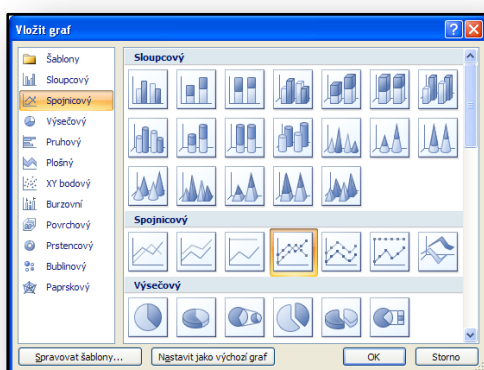 Vložit graf
Šablony
Sloupcový
Spojnicový
Výsečový
Pruhový
Plošný
XY bodový
Burzovní
Povrchový
Prstencový
Bublinový
Paprskový
Sloupcový
Spojnicový
Výsečový
Spravovat šablony...
Nastavit jako výchozí graf
OK
Storno